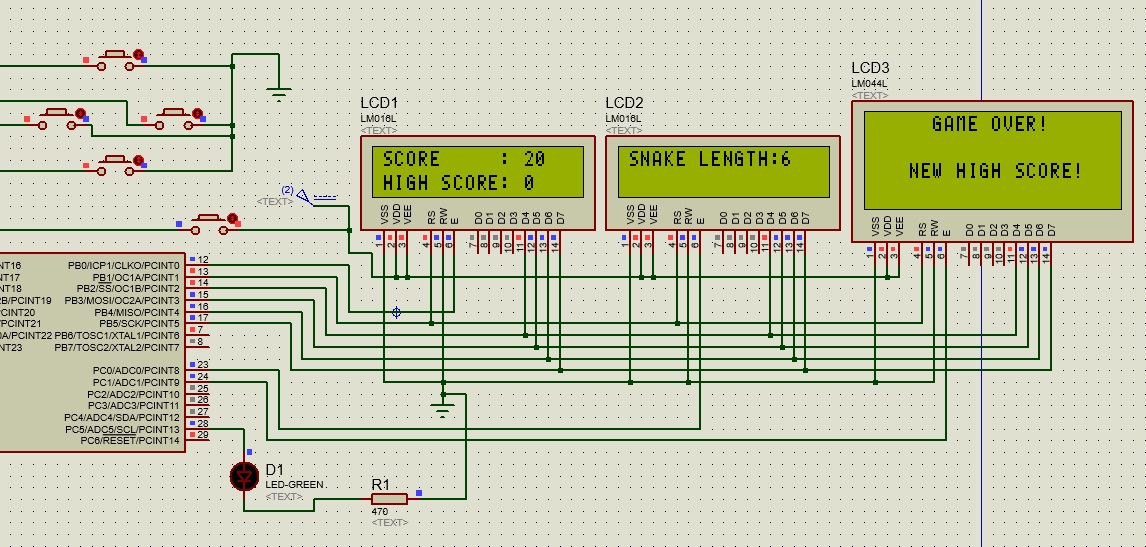 LCD1
LM016L
<TEXT>
SCORE : 20
HIGH SCORE: 0
VSS
VDD
VEE
RS
RW
E
D0
D1
D2
D3
D4
D5
D6
D7
1
2
3
4
5
6
7
8
9
10
11
12
13
14
LCD2
LM016L
<TEXT>
SNAKE LENGTH:6
VSS
VDD
VEE
RS
RW
E
D0
D1
D2
D3
D4
D5
D6
D7
1
2
3
4
5
6
7
8
9
10
11
12
13
14
LCD3
LM044L
<TEXT>
GAME OVER!
NEW HIGH SCORE!
VSS
VDD
VEE
RS
RW
E
D0
D1
D2
D3
D4
D5
D6
D7
1
2
3
4
5
6
7
8
9
10
11
12
13
14
(2)
<TEXT>
NT16 PB0/ICP1/CLKO/PCINT0 12
NT17 PB1/OC1A/PCINT1 13
NT18 PB2/SS/OC1B/PCINT2 14
2B/PCINT19 PB3/MOSI/OC2A/PCINT3 15
PCINT20 PB4/MISO/PCINT4 16
/PCINT21 PB5/SCK/PCINT5 17
0A/PCINT22 PB6/TOSC1/XTAL1/PCINT6 7
NT23 PB7/TOSC2/XTAL2/PCINT7 8
PC0/ADC0/PCINT8 23
PC1/ADC1/PCINT9 24
PC2/ADC2/PCINT10 25
PC3/ADC3/PCINT11 26
PC4/ADC4/SDA/PCINT12 27
PC5/ADC5/SCL/PCINT13 28
PC6/RESET/PCINT14 29
D1
LED-GREEN
<TEXT>
R1
470
<TEXT>